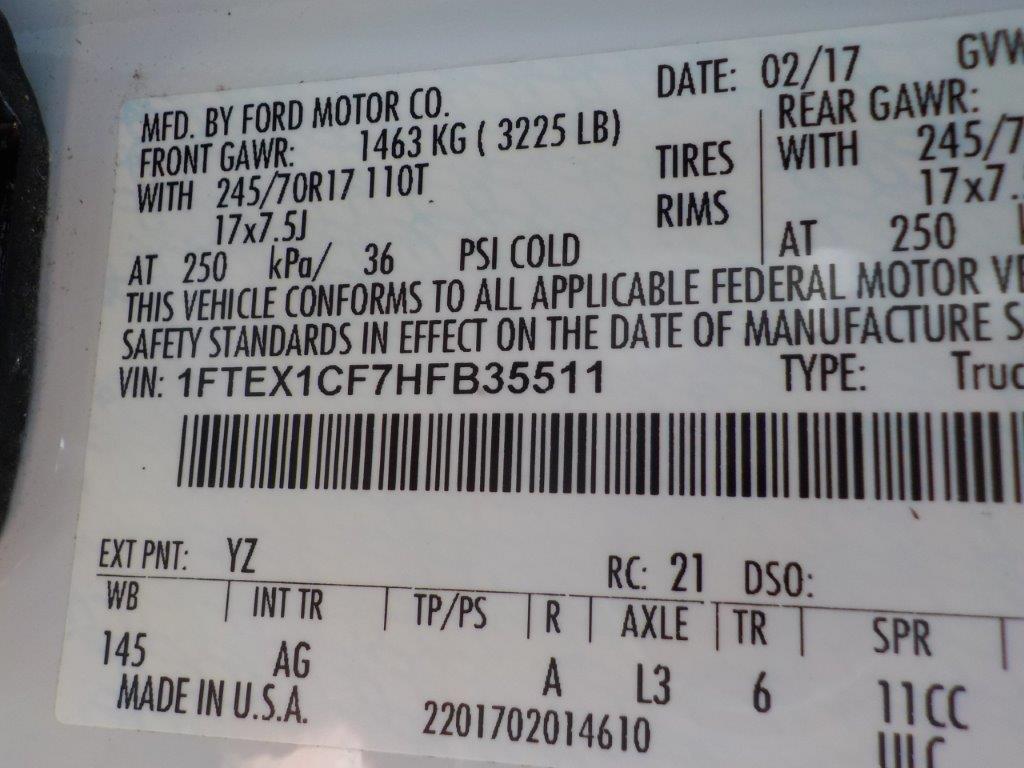 MFD. BY FORD MOTOR CO. DATE: 02/17
FRONT GAWR: 1463 KG ( 3225 LB) REAR GAWR:
WITH 245/70R17 110T TIRES WITH
17x7.5J RIMS
AT 250 kPa/ 36 PSI COLD AT 250
THIS VEHICLE CONFORMS TO ALL APPLICABLE FEDERAL MOTOR
SAFETY STANDARDS IN EFFECT ON THE DATE OF MANUFACTURE
VIN: 1FTEX1CF7HFB35511 TYPE:
EXT PNT: YZ RC: 21 DSO:
WB INT TR TP/PS R AXLE TR SPR
145 AG A L3 6 11CC
MADE IN U.S.A. 2201702014610